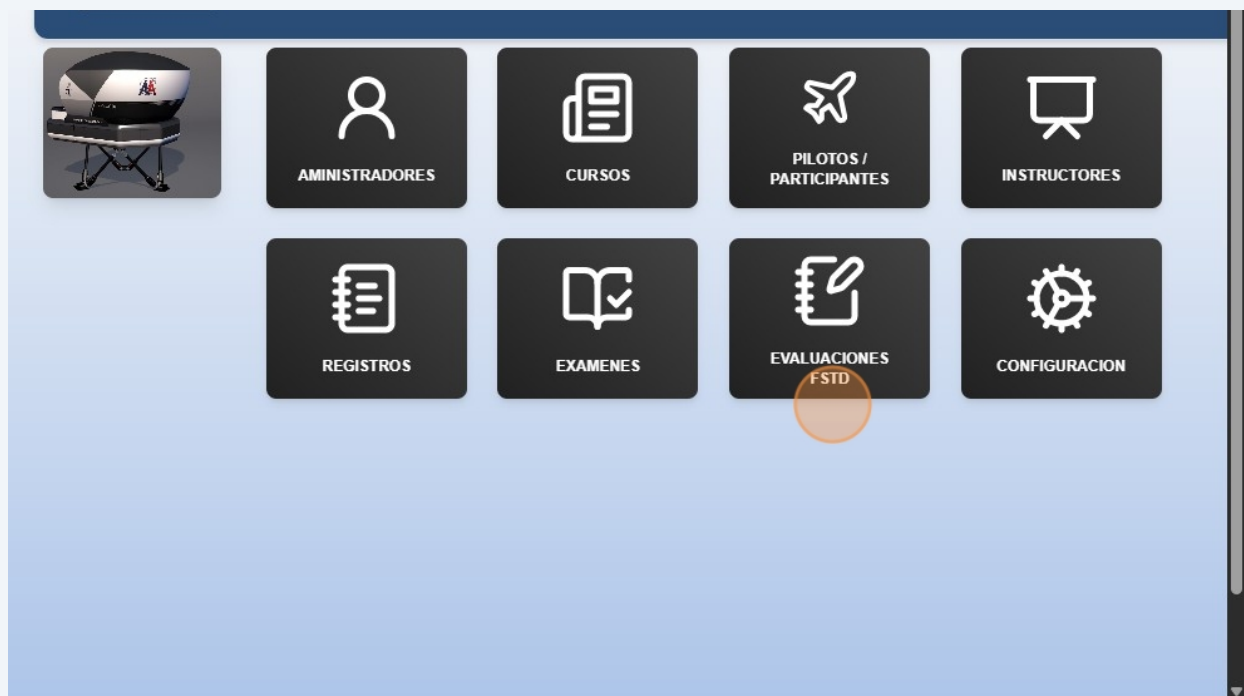 AMINISTRADORES
CURSOS
PILOTOS /
PARTICIPANTES
INSTRUCTORES
REGISTROS
EXAMENES
EVALUACIONES
FSTD
CONFIGURACION